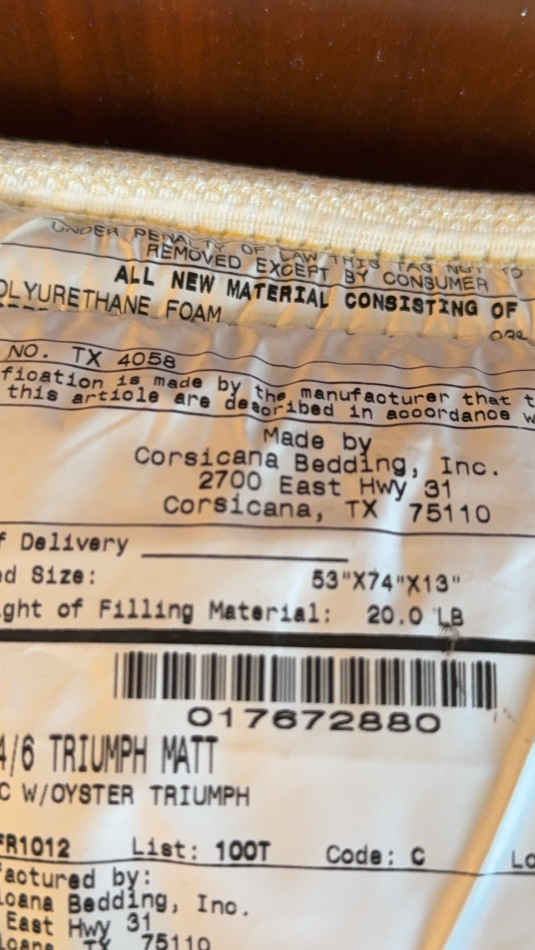 UNDER PENALTY OF LAW THIS TAG NOT TO
REMOVED EXCEPT BY CONSUMER
ALL NEW MATERIAL CONSISTING OF
OLYURETHANE FOAM
NO. TX 4058
fication is made by the manufacturer that t
this article are described in accordance w
Made by
Corsicana Bedding, Inc.
2700 East Hwy 31
Corsicana, TX 75110
f Delivery
ed Size: 53"X74"X13"
ght of Filling Material: 20.0 LB
017672880
4/6 TRIUMPH MATT
C W/OYSTER TRIUMPH
FR1012 List: 100T Code: C Lo
factured by:
icana Bedding, Inc.
East Hwy 31
icana, TX 75110